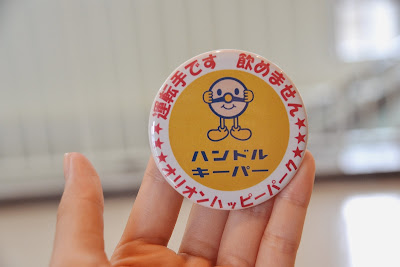 運転手です 飲めません
ハンドル
キーパー
★★★オリオンハッピーパーク★★★